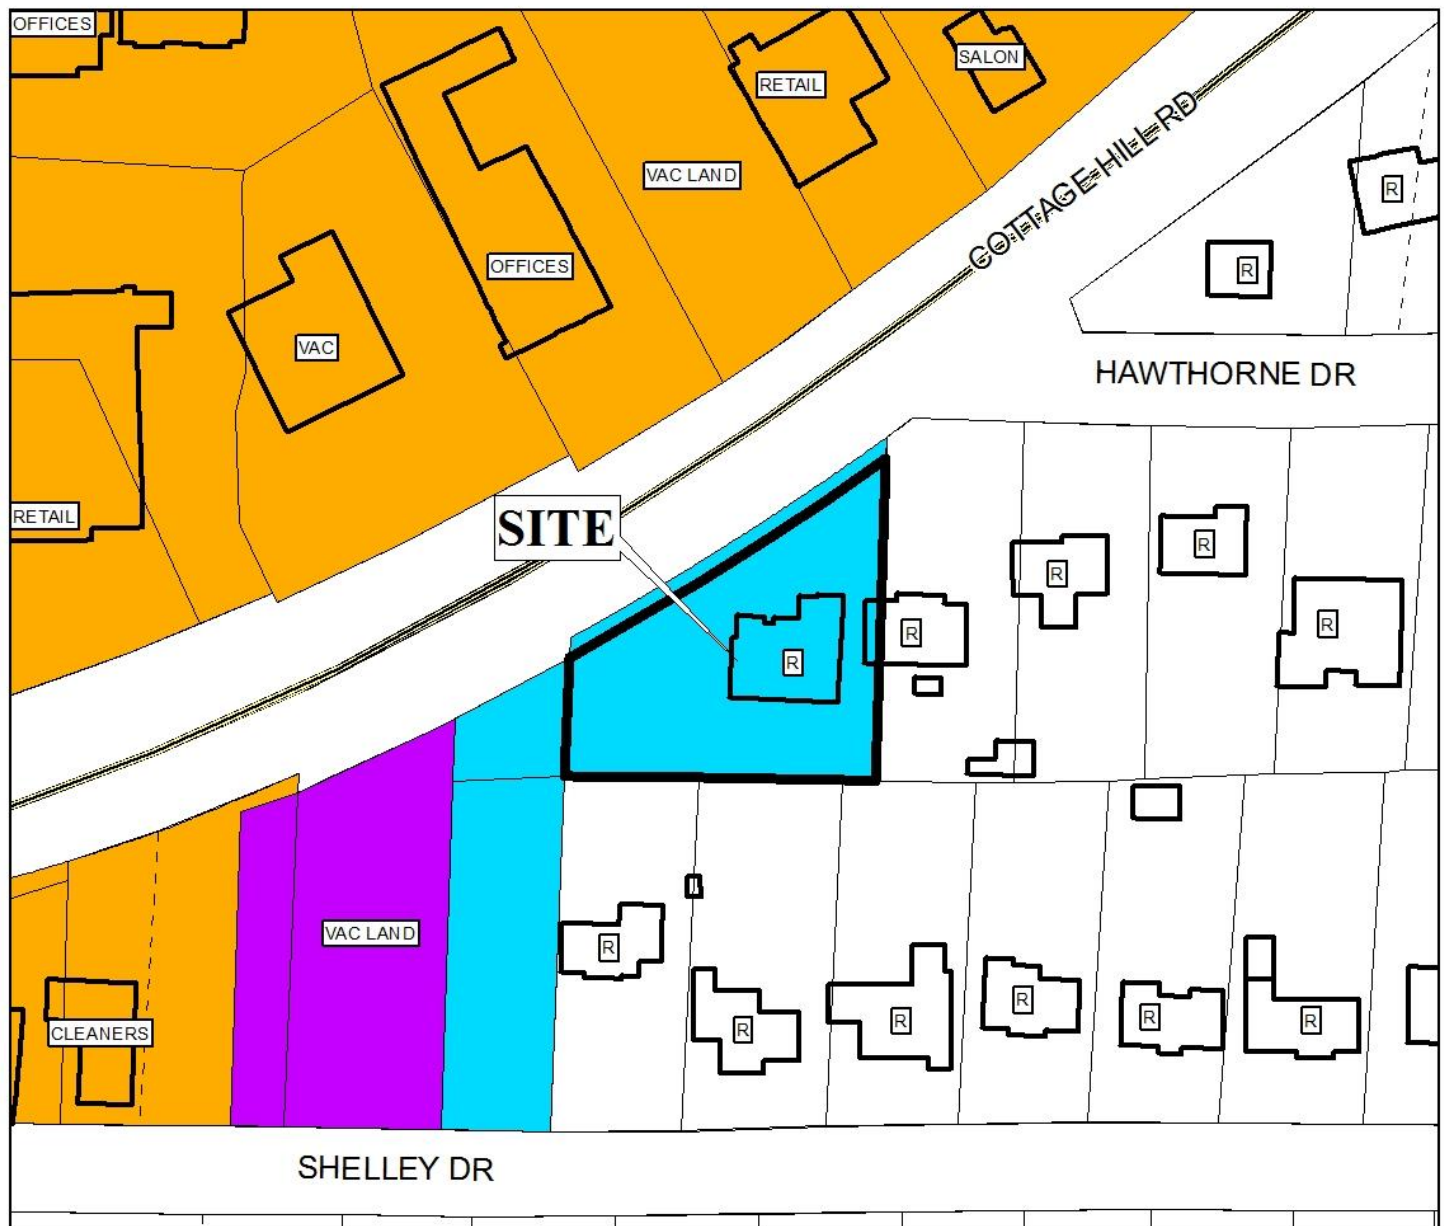 OFFICES
SALON
RETAIL
VAC LAND
COTTAGE HILL RD
R
R
OFFICES
VAC
HAWTHORNE DR
RETAIL
SITE
R
R
R
R
R
VAC LAND
R
R
R
R
R
R
CLEANERS
SHELLEY DR